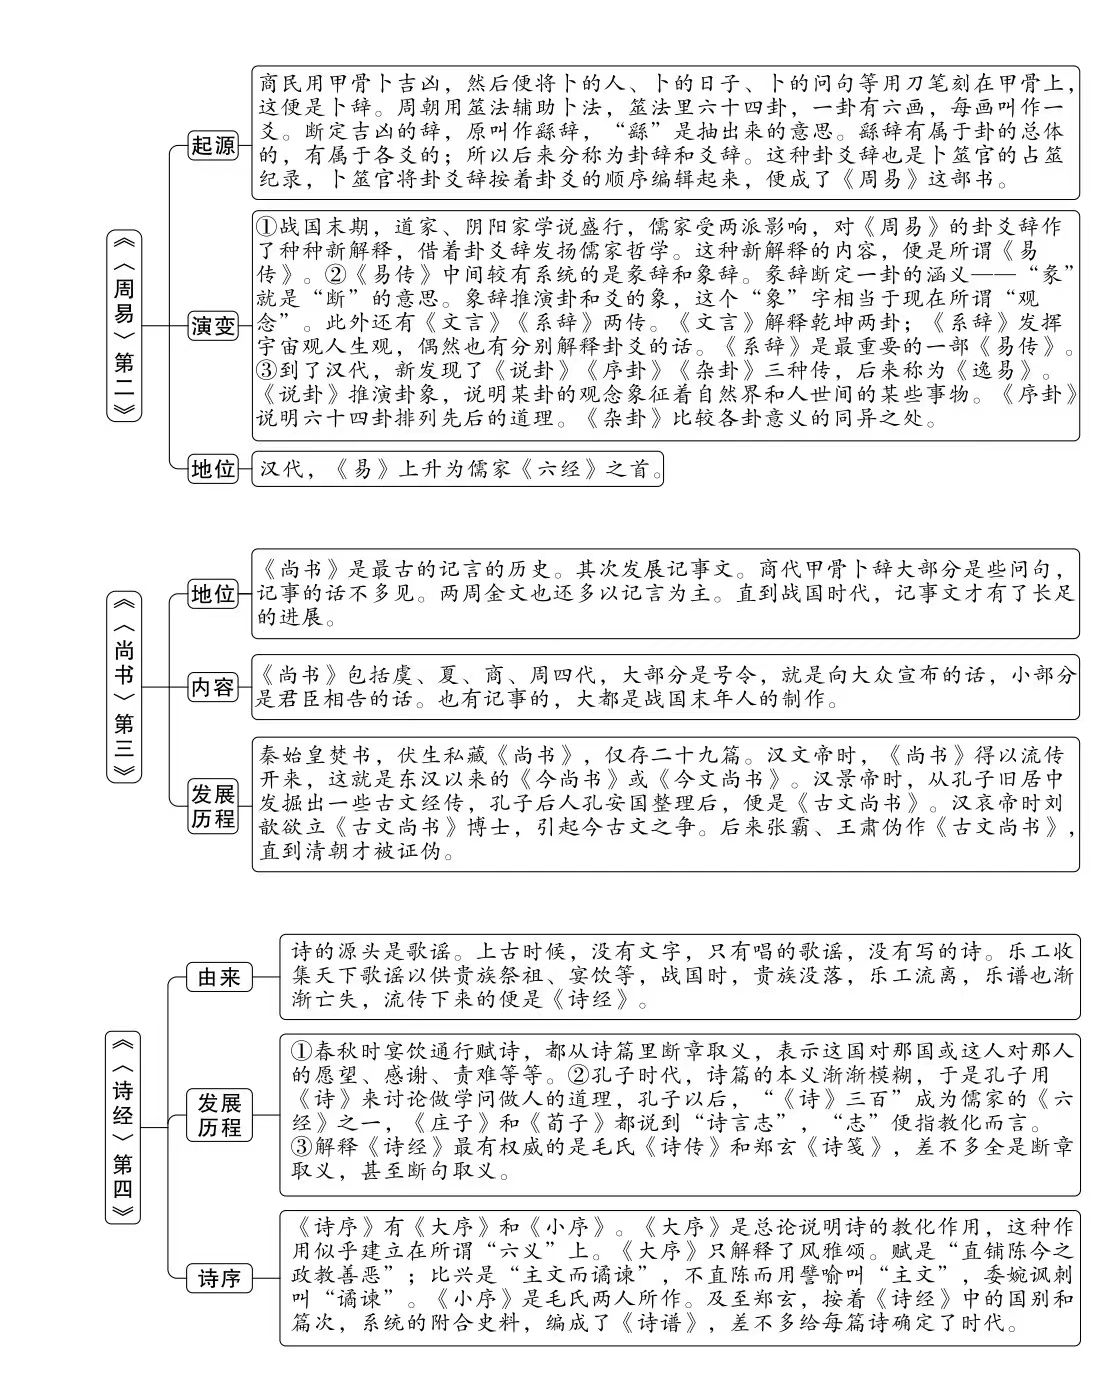 《〈周易〉第二》
起源
商民用甲骨卜吉凶，然后便将卜的人、卜的日子、卜的问句等用刀笔刻在甲骨上，
这便是卜辞。周朝用筮法辅助卜法，筮法里六十四卦，一卦有六画，每画叫作一
爻。断定吉凶的辞，原叫作繇辞，“繇”是抽出来的意思。繇辞有属于卦的总体
的，有属于各爻的；所以后来分称为卦辞和爻辞。这种卦爻辞也是卜筮官的占筮
纪录，卜筮官将卦爻辞按着卦爻的顺序编辑起来，便成了《周易》这部书。
演变
①战国末期，道家、阴阳家学说盛行，儒家受两派影响，对《周易》的卦爻辞作
了种种新解释，借着卦爻辞发扬儒家哲学。这种新解释的内容，便是所谓《易
传》。②《易传》中间较有系统的是彖辞和象辞。彖辞断定一卦的涵义——“彖”
就是“断”的意思。象辞推演卦和爻的象，这个“象”字相当于现在所谓“观
念”。此外还有《文言》《系辞》两传。《文言》解释乾坤两卦；《系辞》发挥
宇宙观人生观，偶然也有分别解释卦爻的话。《系辞》是最重要的一部《易传》。
③到了汉代，新发现了《说卦》《序卦》《杂卦》三种传，后来称为《逸易》。
《说卦》推演卦象，说明某卦的观念象征着自然界和人世间的某些事物。《序卦》
说明六十四卦排列先后的道理。《杂卦》比较各卦意义的同异之处。
地位
汉代，《易》上升为儒家《六经》之首。
《〈尚书〉第三》
地位
《尚书》是最古的记言的历史。其次发展记事文。商代甲骨卜辞大部分是些问句，
记事的话不多见。两周金文也还多以记言为主。直到战国时代，记事文才有了长足
的进展。
内容
《尚书》包括虞、夏、商、周四代，大部分是号令，就是向大众宣布的话，小部分
是君臣相告的话。也有记事的，大都是战国末年人的制作。
发展
历程
秦始皇焚书，伏生私藏《尚书》，仅存二十九篇。汉文帝时，《尚书》得以流传
开来，这就是东汉以来的《今尚书》或《今文尚书》。汉景帝时，从孔子旧居中
发掘出一些古文经传，孔子后人孔安国整理后，便是《古文尚书》。汉哀帝时刘
歆欲立《古文尚书》博士，引起今古文之争。后来张霸、王肃伪作《古文尚书》，
直到清朝才被证伪。
《〈诗经〉第四》
由来
诗的源头是歌谣。上古时候，没有文字，只有唱的歌谣，没有写的诗。乐工收
集天下歌谣以供贵族祭祖、宴饮等，战国时，贵族没落，乐工流离，乐谱也渐
渐亡失，流传下来的便是《诗经》。
发展
历程
①春秋时宴饮通行赋诗，都从诗篇里断章取义，表示这国对那国或这人对那人
的愿望、感谢、责难等等。②孔子时代，诗篇的本义渐渐模糊，于是孔子用
《诗》来讨论做学问做人的道理，孔子以后，“《诗》三百”成为儒家的《六
经》之一，《庄子》和《荀子》都说到“诗言志”，“志”便指教化而言。
③解释《诗经》最有权威的是毛氏《诗传》和郑玄《诗笺》，差不多全是断章
取义，甚至断句取义。
诗序
《诗序》有《大序》和《小序》。《大序》是总论说明诗的教化作用，这种作
用似乎建立在所谓“六义”上。《大序》只解释了风雅颂。赋是“直铺陈今之
政教善恶”；比兴是“主文而谲谏”，不直陈而用譬喻叫“主文”，委婉讽刺
叫“谲谏”。《小序》是毛氏两人所作。及至郑玄，按着《诗经》中的国别和
篇次，系统的附合史料，编成了《诗谱》，差不多给每篇诗确定了时代。